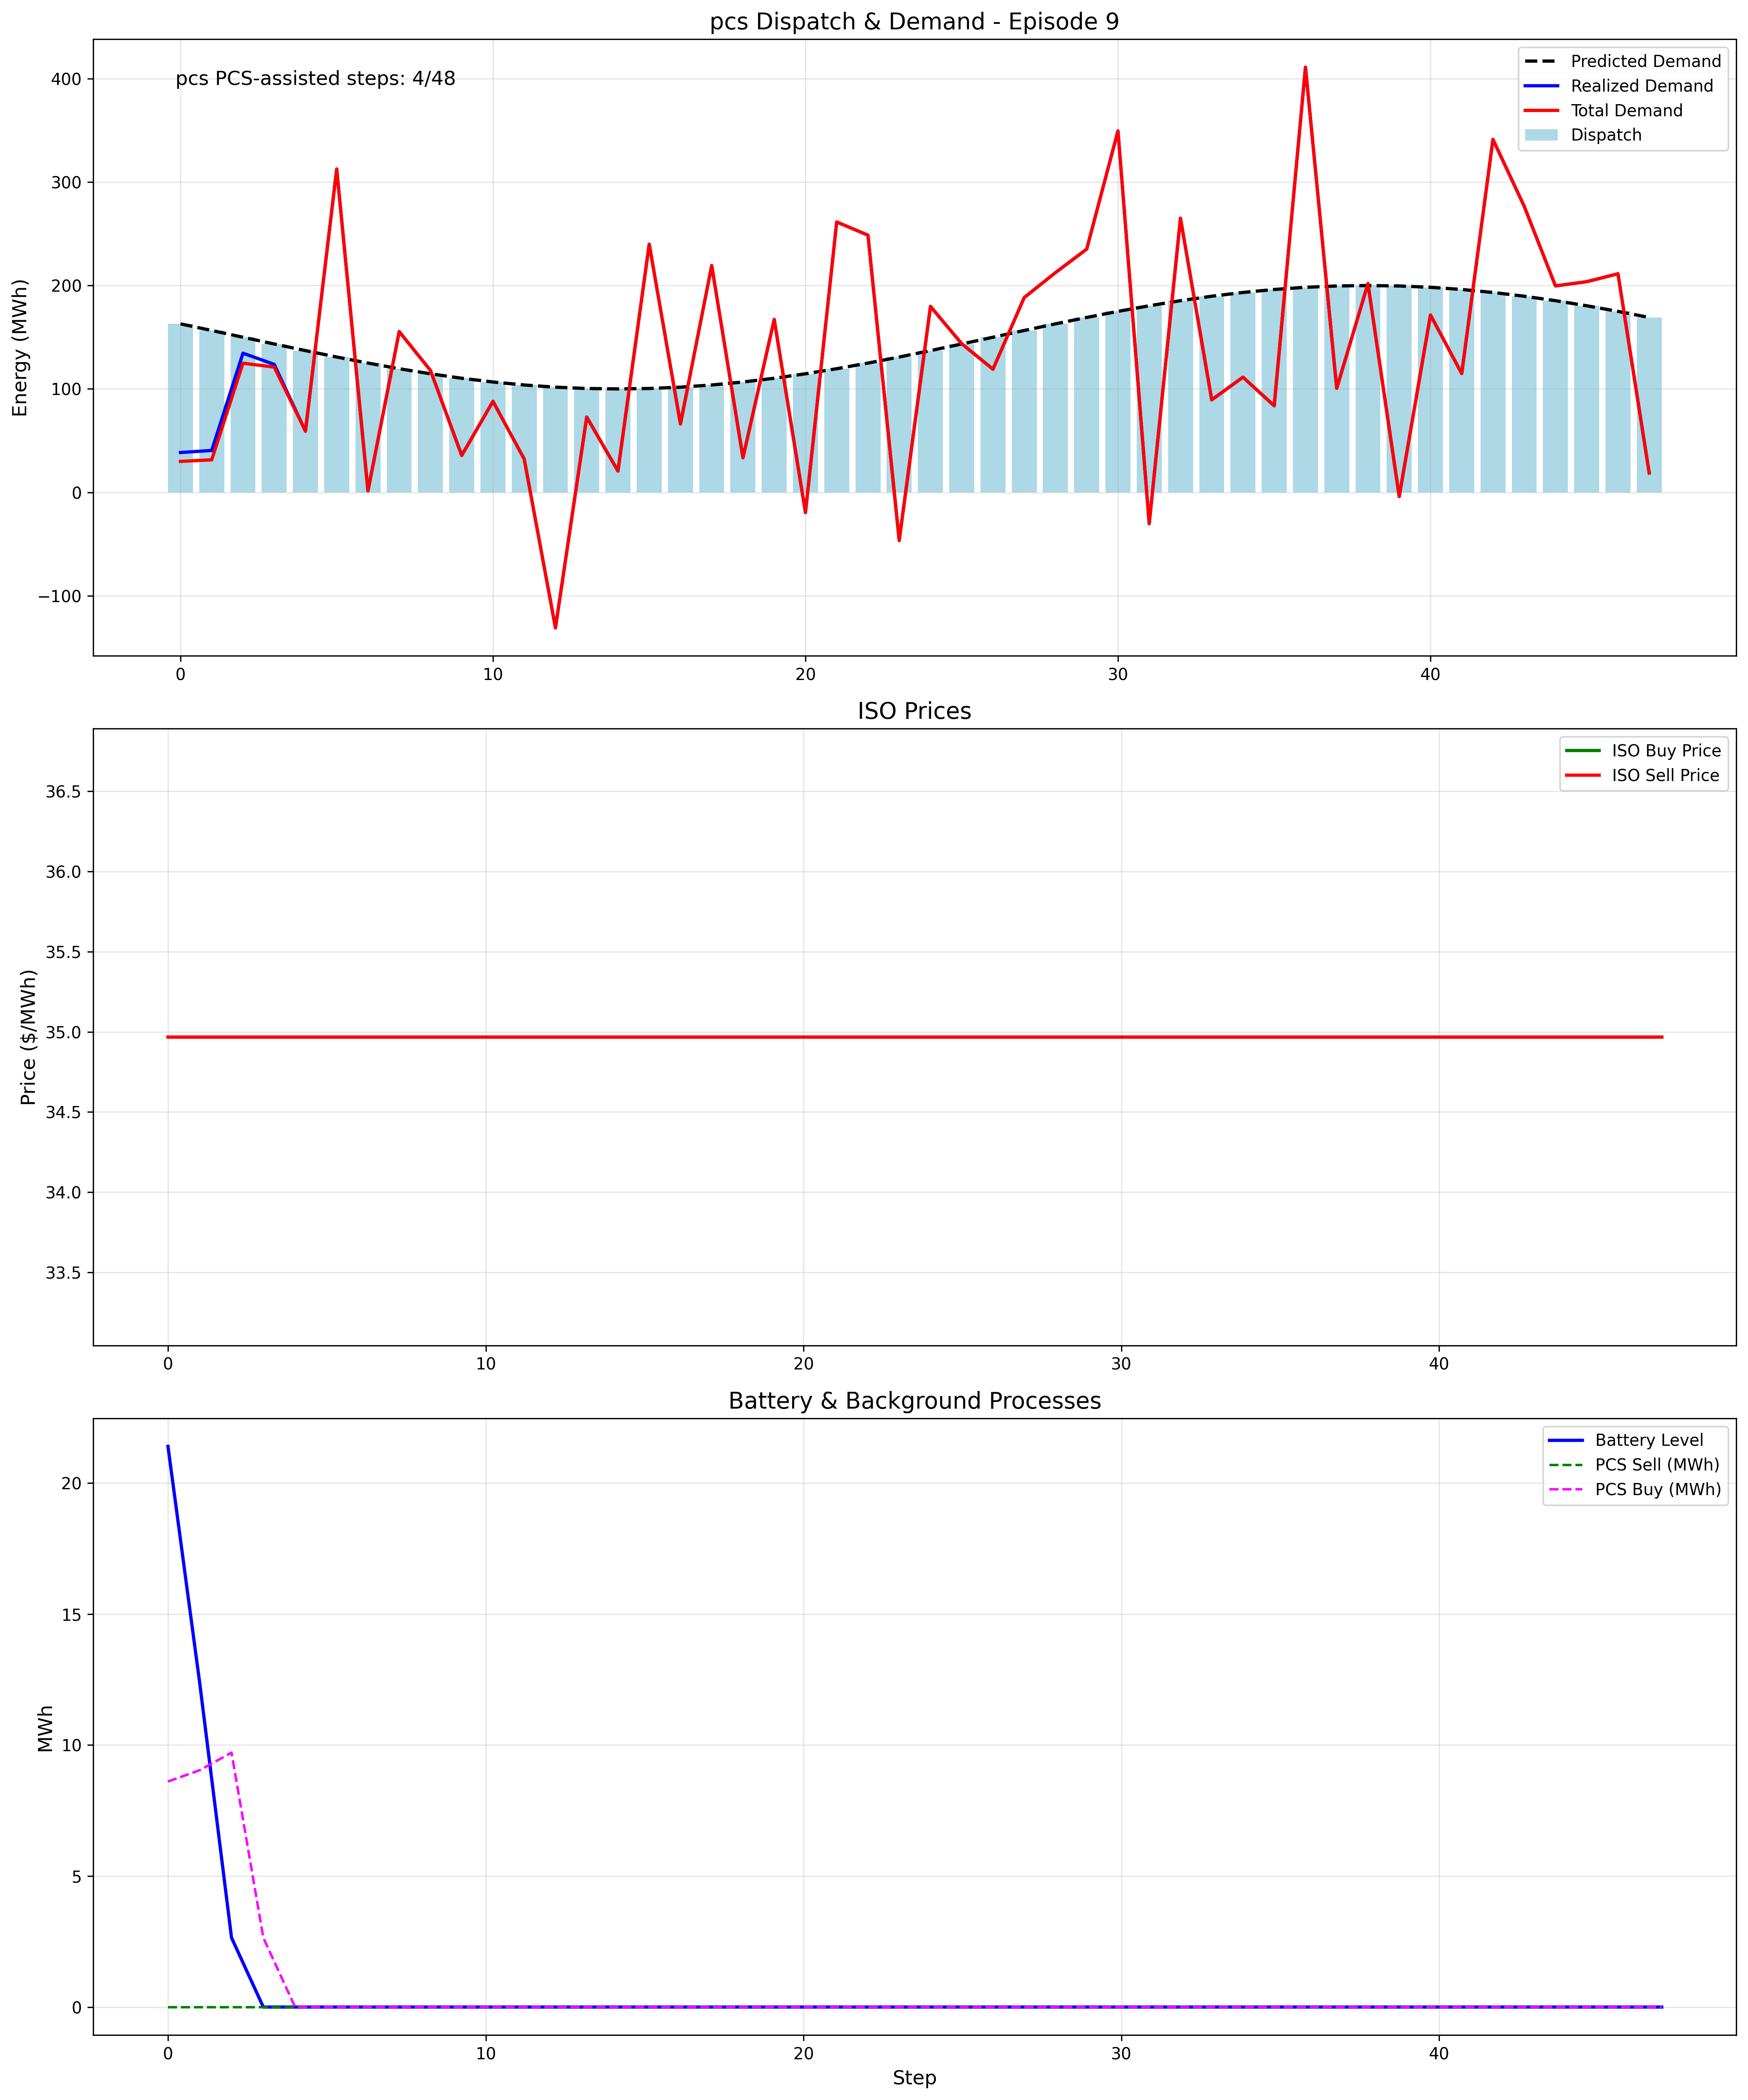 pcs Dispatch & Demand - Episode 9
pcs PCS-assisted steps: 4/48
Predicted Demand
Realized Demand
Total Demand
Dispatch
Energy (MWh)
400
300
200
100
0
−100
0 10 20 30 40
ISO Prices
ISO Buy Price
ISO Sell Price
Price ($/MWh)
36.5
36.0
35.5
35.0
34.5
34.0
33.5
0 10 20 30 40
Battery & Background Processes
Battery Level
PCS Sell (MWh)
PCS Buy (MWh)
MWh
20
15
10
5
0
0 10 20 30 40
Step